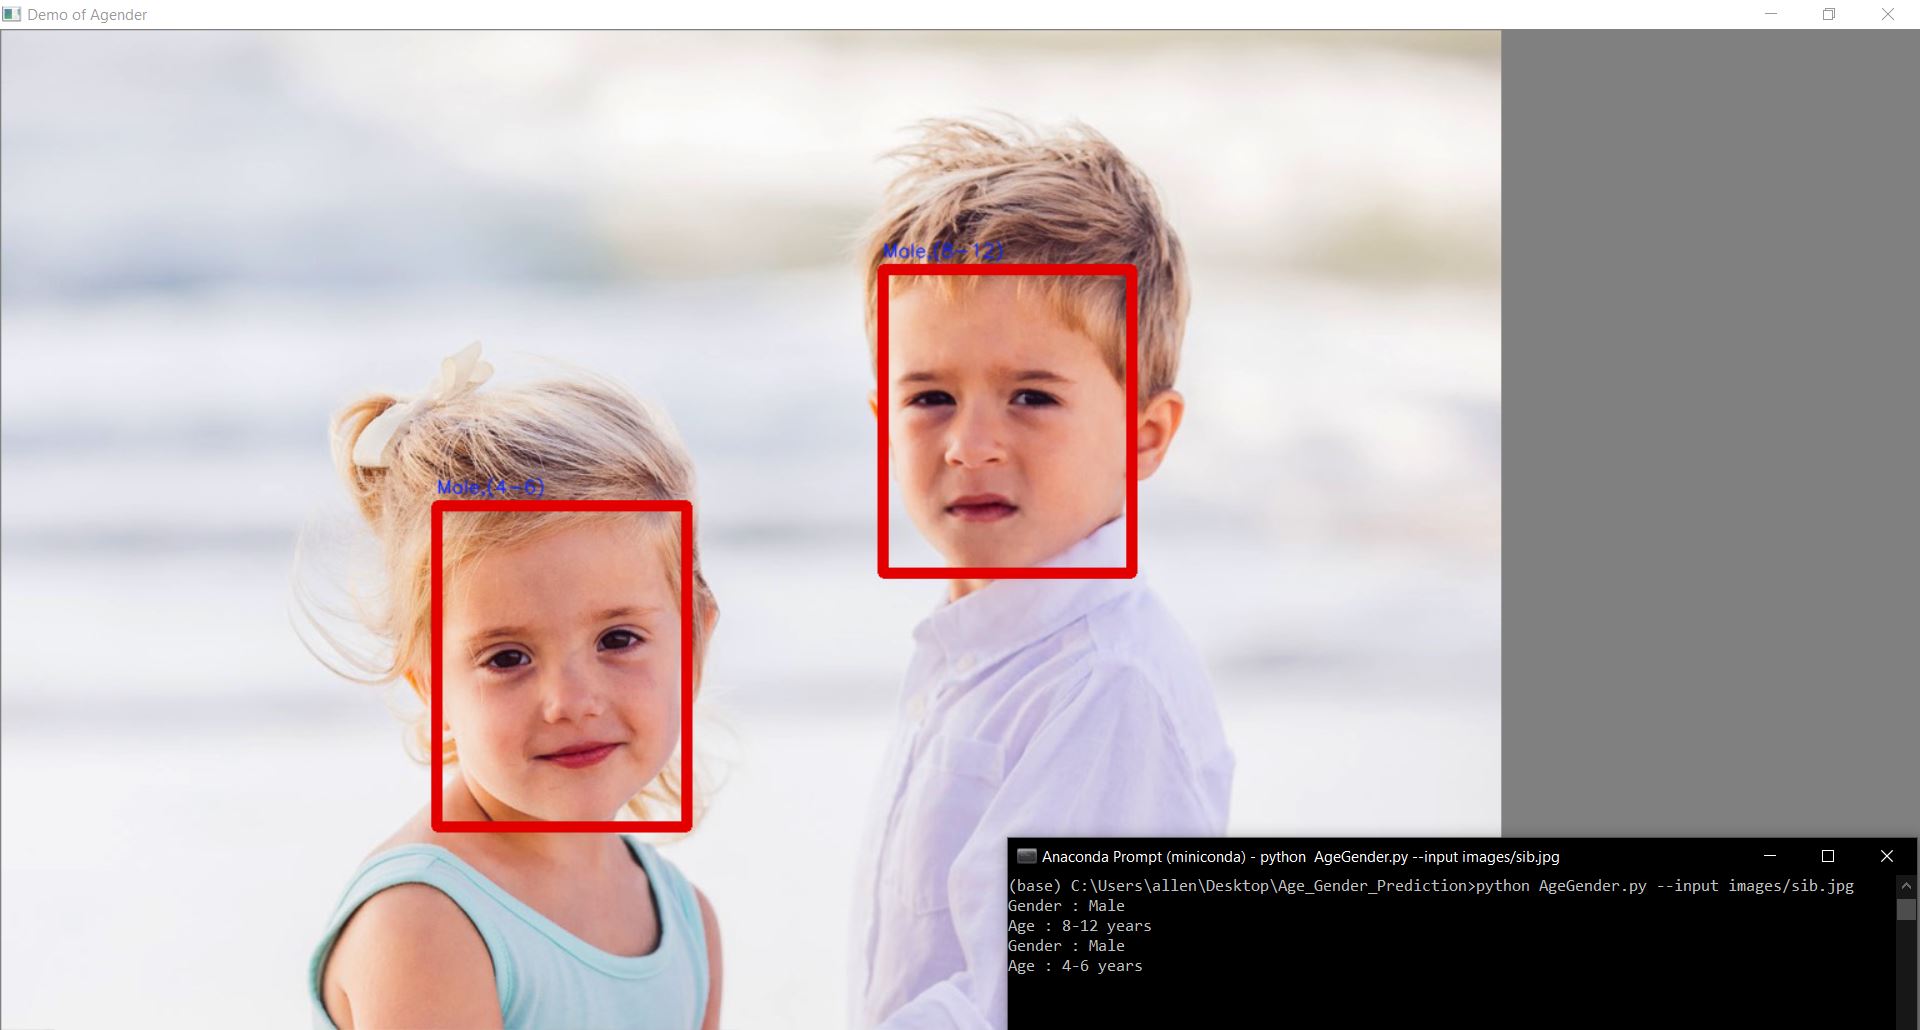 Demo of Agender
Male,(8-12)
Male,(4-6)
Anaconda Prompt (miniconda) - python  AgeGender.py --input images/sib.jpg
(base) C:\Users\allen\Desktop\Age_Gender_Prediction>python AgeGender.py --input images/sib.jpg
Gender : Male
Age : 8-12 years
Gender : Male
Age : 4-6 years